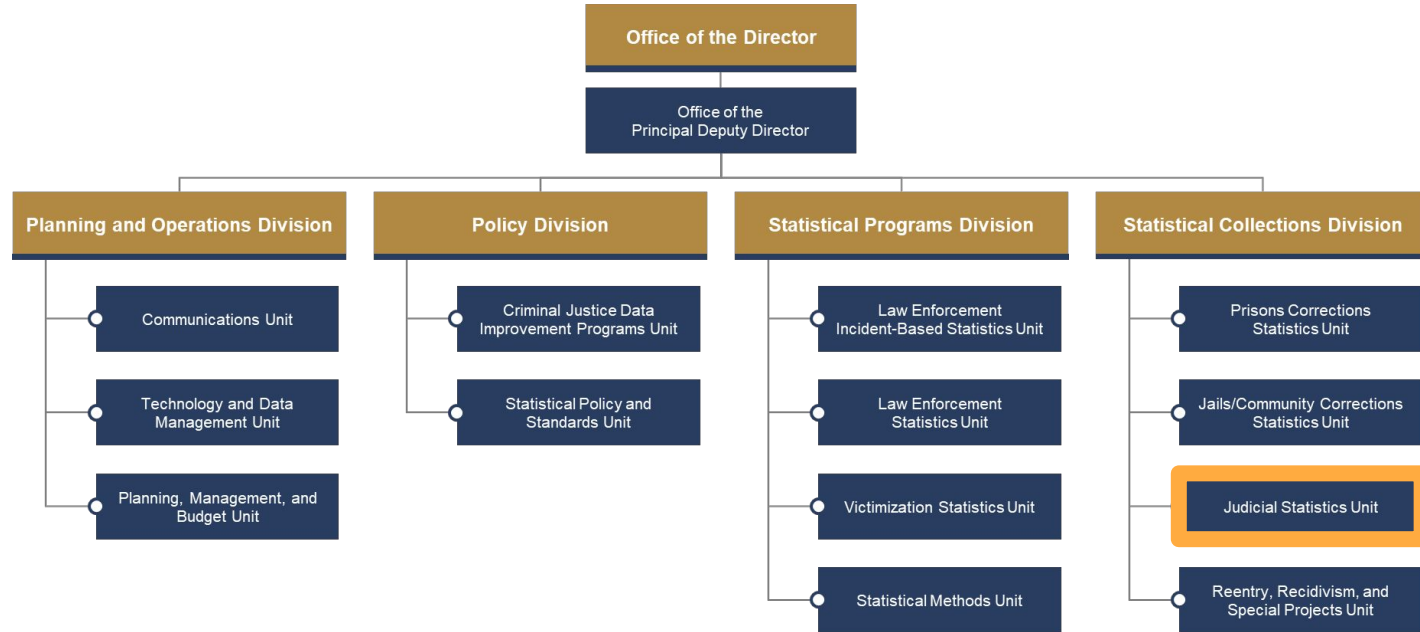 Office of the Director
Office of the
Principal Deputy Director
Planning and Operations Division
Policy Division
Statistical Programs Division
Statistical Collections Division
Communications Unit
Technology and Data
Management Unit
Planning, Management, and
Budget Unit
Criminal Justice Data
Improvement Programs Unit
Statistical Policy and
Standards Unit
Law Enforcement
Incident-Based Statistics Unit
Law Enforcement
Statistics Unit
Victimization Statistics Unit
Statistical Methods Unit
Prisons Corrections
Statistics Unit
Jails/Community Corrections
Statistics Unit
Judicial Statistics Unit
Reentry, Recidivism, and
Special Projects Unit